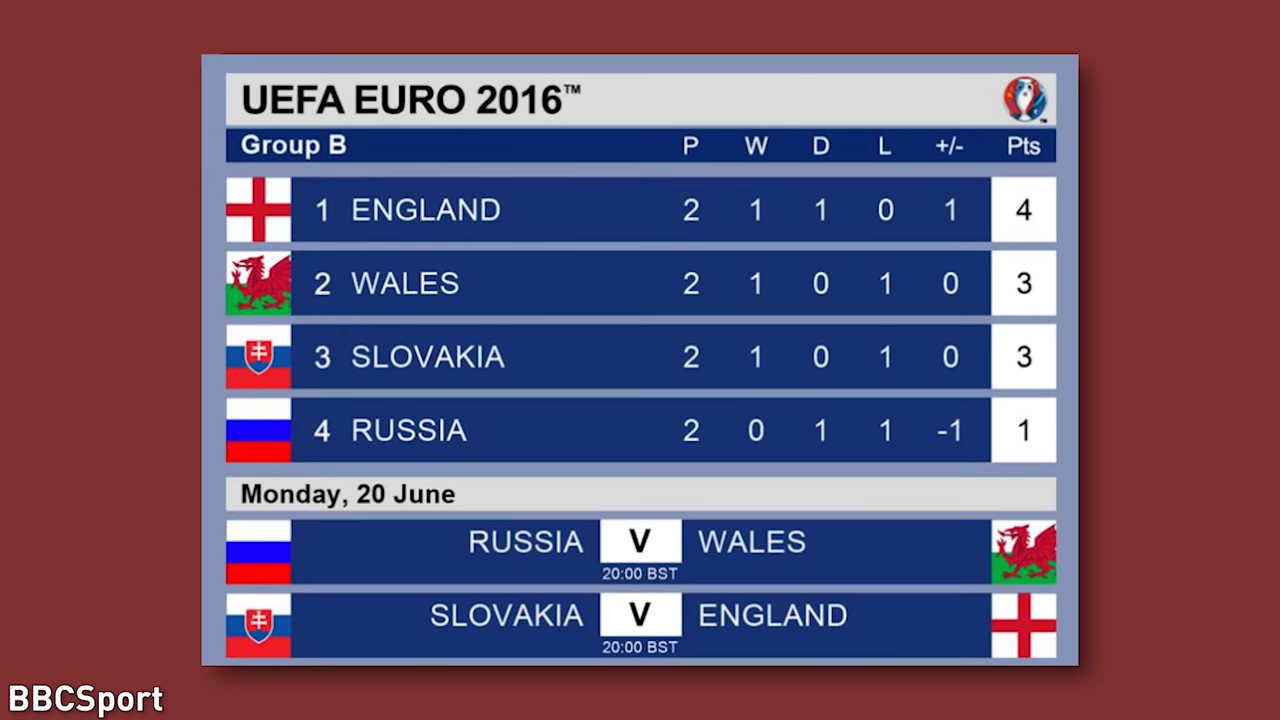 UEFA EURO 2016™
Group B P W D L +/- Pts
1 ENGLAND 2 1 1 0 1 4
2 WALES 2 1 0 1 0 3
3 SLOVAKIA 2 1 0 1 0 3
4 RUSSIA 2 0 1 1 -1 1
Monday, 20 June
RUSSIA V WALES
20:00 BST
SLOVAKIA V ENGLAND
20:00 BST
BBCSport